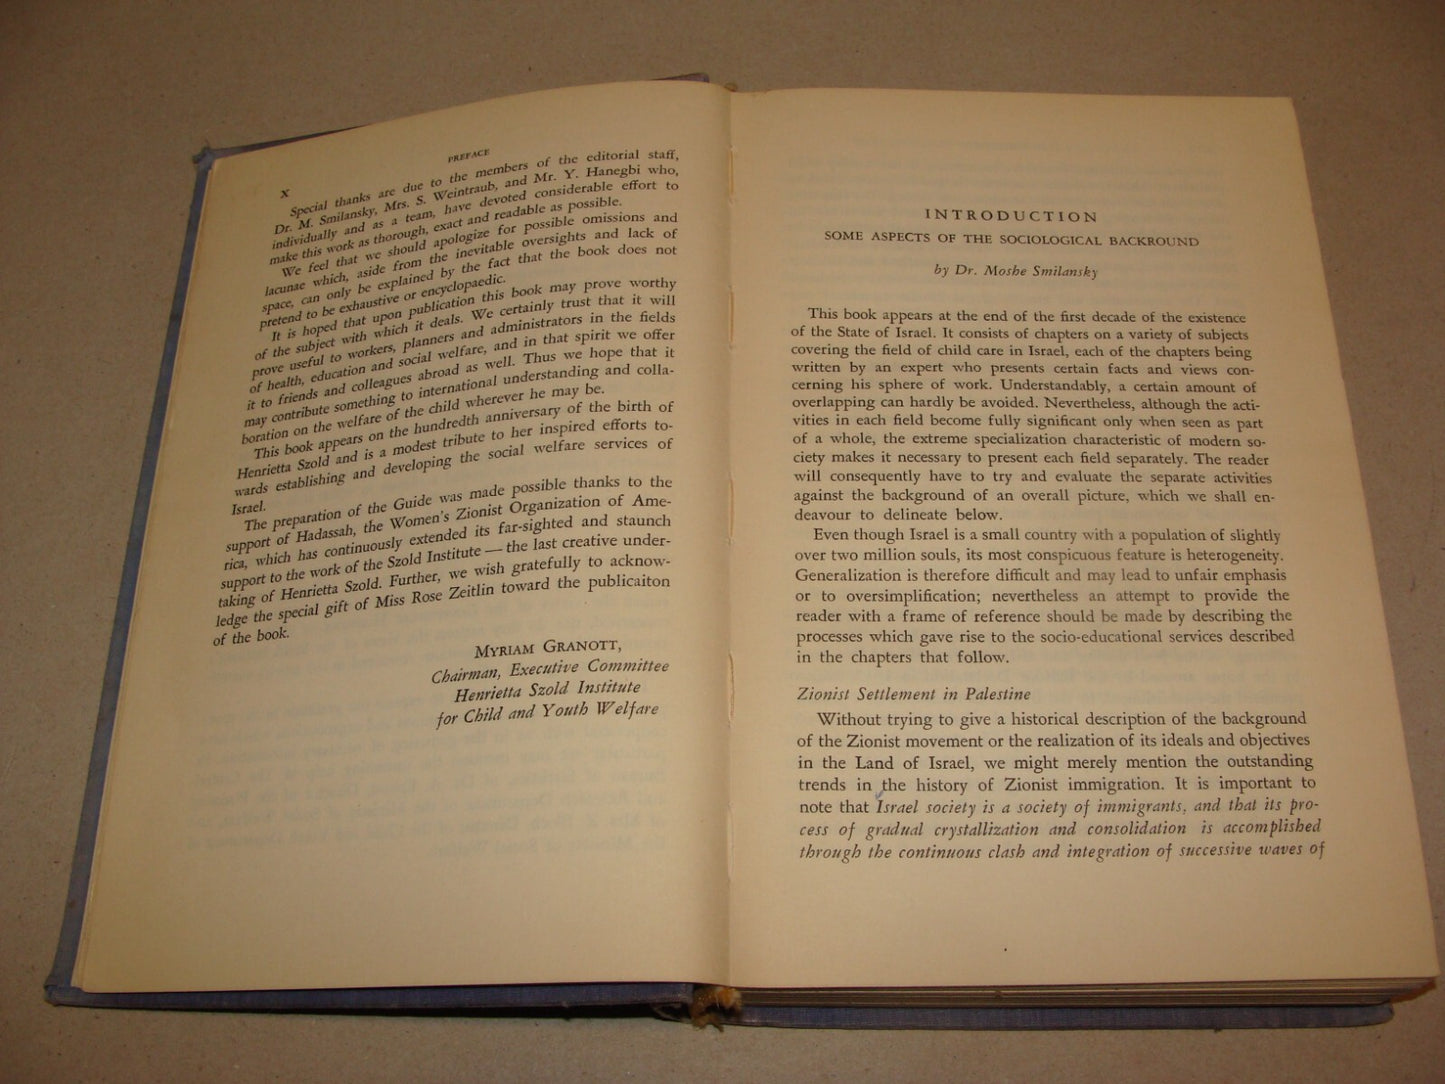 PREFACE
X
Special thanks are due to the members of the editorial staff,
Dr. M. Smilansky, Mrs. S. Weintraub, and Mr. Y. Hanegbi who,
individually and as a team, have devoted considerable effort to
make this work as thorough, exact and readable as possible.
We feel that we should apologize for possible omissions and
lacunae which, aside from the inevitable oversights and lack of
space, can only be explained by the fact that the book does not
pretend to be exhaustive or encyclopaedic.
It is hoped that upon publication this book may prove worthy
of the subject with which it deals. We certainly trust that it will
prove useful to workers, planners and administrators in the fields
of health, education and social welfare, and in that spirit we offer
it to friends and colleagues abroad as well. Thus we hope that it
may contribute something to international understanding and colla-
boration on the welfare of the child wherever he may be.
This book appears on the hundredth anniversary of the birth of
Henrietta Szold and is a modest tribute to her inspired efforts to-
wards establishing and developing the social welfare services of
Israel.
The preparation of the Guide was made possible thanks to the
support of Hadassah, the Women's Zionist Organization of Ame-
rica, which has continuously extended its far-sighted and staunch
support to the work of the Szold Institute — the last creative under-
taking of Henrietta Szold. Further, we wish gratefully to acknow-
ledge the special gift of Miss Rose Zeitlin toward the publicaiton
of the book.
MYRIAM GRANOTT,
Chairman, Executive Committee
Henrietta Szold Institute
for Child and Youth Welfare
INTRODUCTION
SOME ASPECTS OF THE SOCIOLOGICAL BACKROUND
by Dr. Moshe Smilansky
This book appears at the end of the first decade of the existence
of the State of Israel. It consists of chapters on a variety of subjects
covering the field of child care in Israel, each of the chapters being
written by an expert who presents certain facts and views con-
cerning his sphere of work. Understandably, a certain amount of
overlapping can hardly be avoided. Nevertheless, although the acti-
vities in each field become fully significant only when seen as part
of a whole, the extreme specialization characteristic of modern so-
ciety makes it necessary to present each field separately. The reader
will consequently have to try and evaluate the separate activities
against the background of an overall picture, which we shall en-
deavour to delineate below.
Even though Israel is a small country with a population of slightly
over two million souls, its most conspicuous feature is heterogeneity.
Generalization is therefore difficult and may lead to unfair emphasis
or to oversimplification; nevertheless an attempt to provide the
reader with a frame of reference should be made by describing the
processes which gave rise to the socio-educational services described
in the chapters that follow.
Zionist Settlement in Palestine
Without trying to give a historical description of the background
of the Zionist movement or the realization of its ideals and objectives
in the Land of Israel, we might merely mention the outstanding
trends in the history of Zionist immigration. It is important to
note that Israel society is a society of immigrants, and that its pro-
cess of gradual crystallization and consolidation is accomplished
through the continuous clash and integration of successive waves of